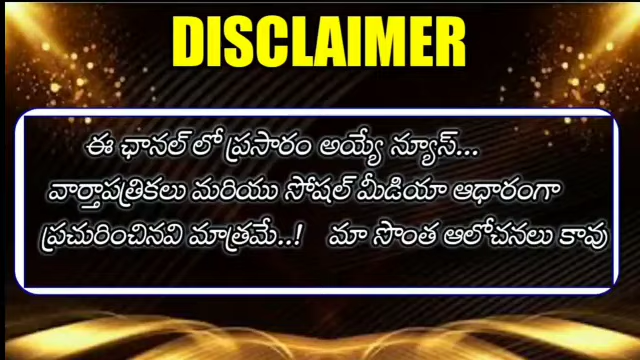 DISCLAIMER
ఈ ఛానల్ లో ప్రసారం అయ్యే న్యూస్...
వార్తాపత్రికలు మరియు సోషల్ మీడియా ఆధారంగా
ప్రచురించినవి మాత్రమే..! మా సొంత ఆలోచనలు కావు